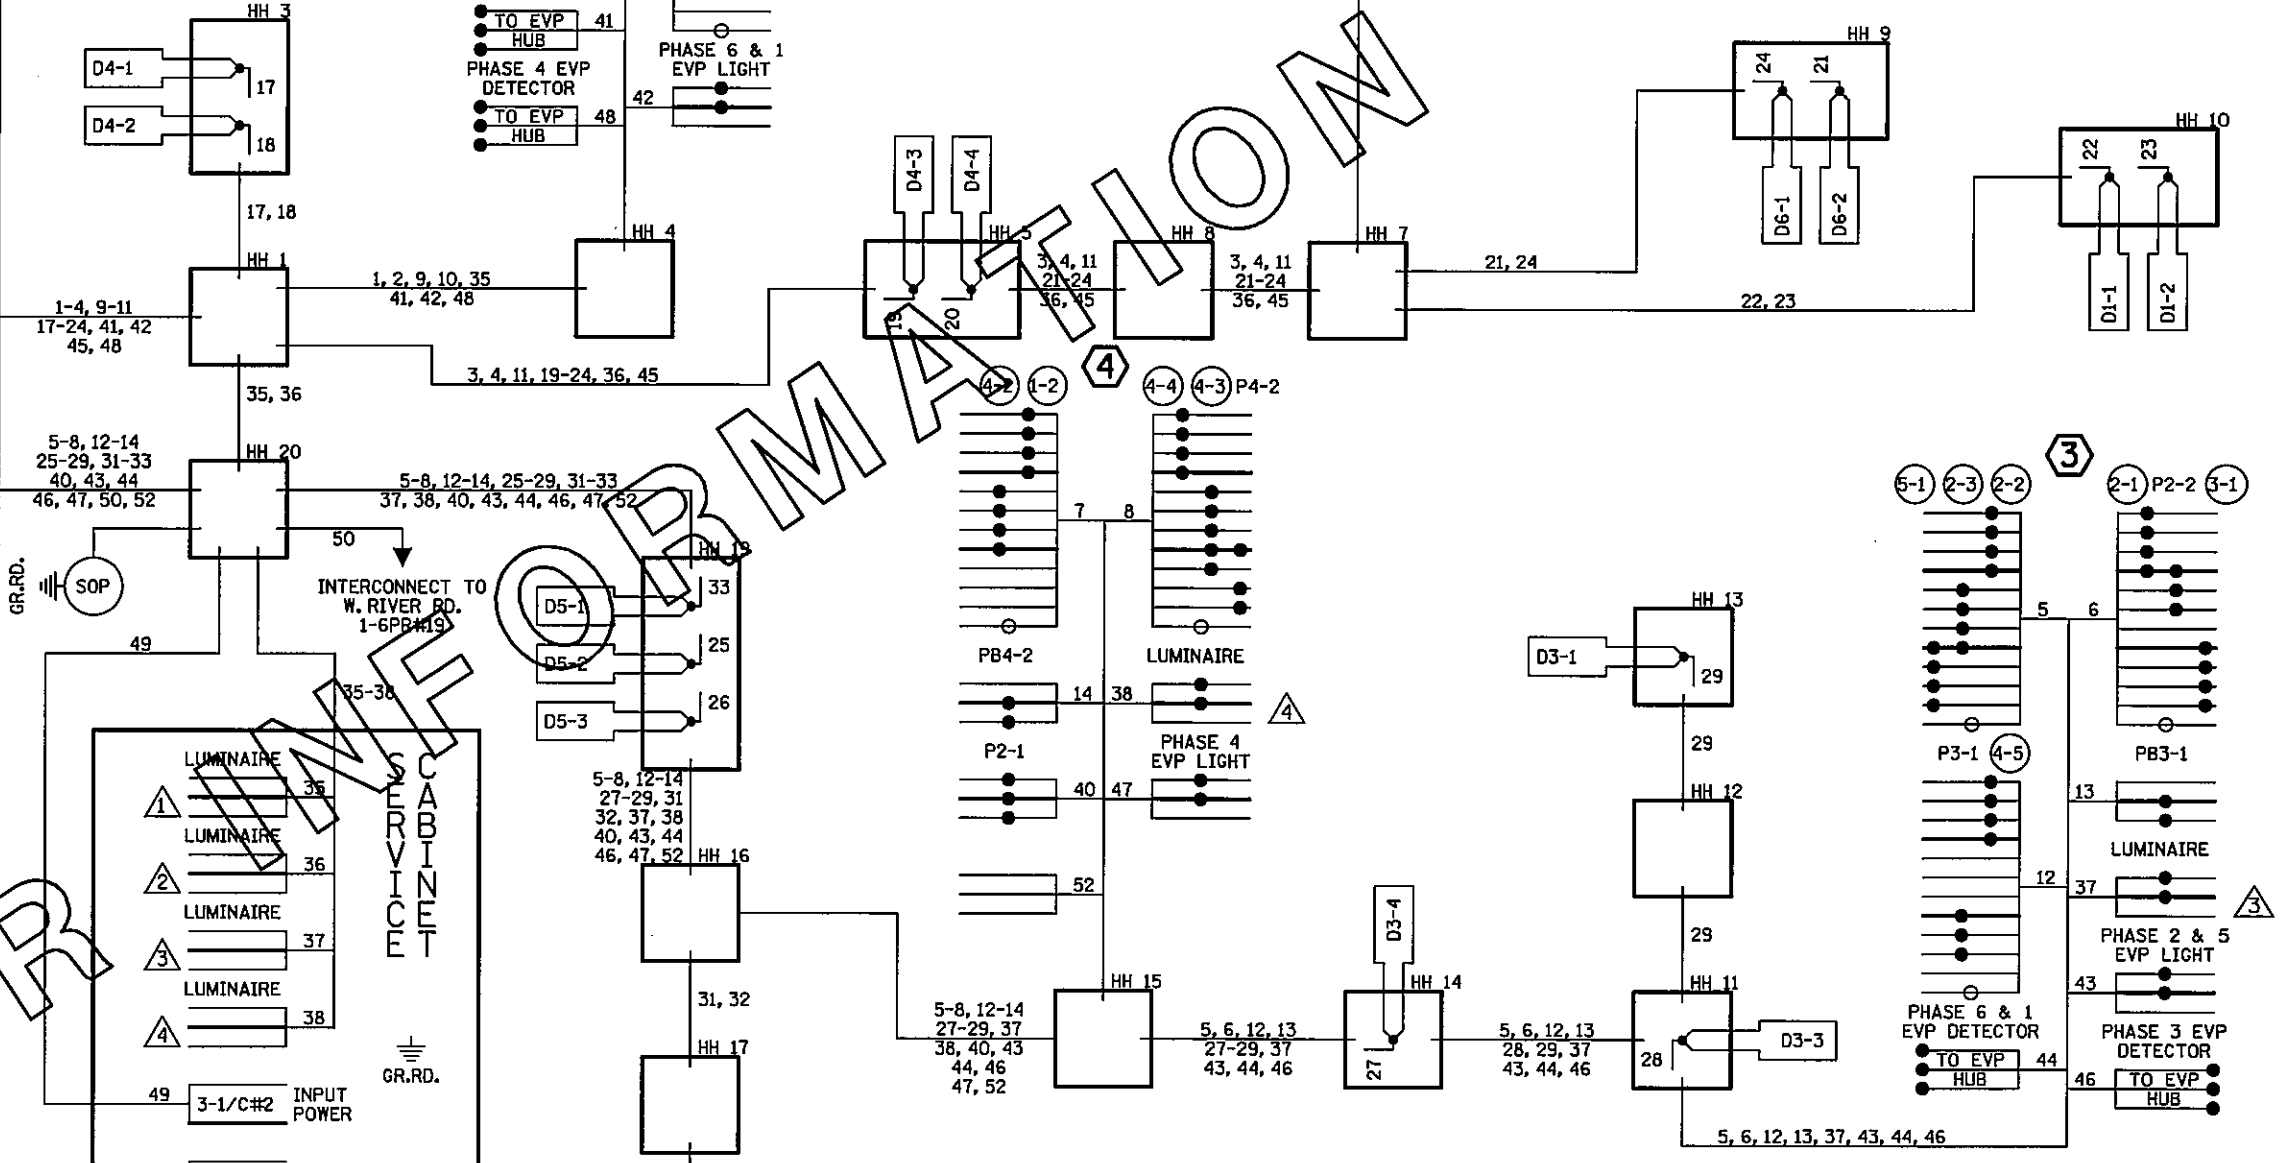 HH 3
D4-1
17
D4-2
18
17, 18
TO EVP
HUB
41
PHASE 4 EVP
DETECTOR
TO EVP
HUB
48
PHASE 6 & 1
EVP LIGHT
42
HH 9
24
21
D6-1
D6-2
HH 10
22
23
D1-1
D1-2
HH 1
1-4, 9-11
17-24, 41, 42
45, 48
1, 2, 9, 10, 35
41, 42, 48
HH 4
3, 4, 11, 19-24, 36, 45
D4-3
D4-4
HH 5
19
20
3, 4, 11
21-24
36, 45
HH 8
3, 4, 11
21-24
36, 45
HH 7
21, 24
22, 23
35, 36
5-8, 12-14
25-29, 31-33
40, 43, 44
46, 47, 50, 52
HH 20
5-8, 12-14, 25-29, 31-33
37, 38, 40, 43, 44, 46, 47, 52
50
INTERCONNECT TO
W. RIVER RD.
1-6PR#19
GR.RD.
SOP
49
35-38
HH 19
D5-1
33
D5-2
25
D5-3
26
5-8, 12-14
27-29, 31
32, 37, 38
40, 43, 44
46, 47, 52
HH 16
31, 32
HH 17
4
4-2 1-2
4-4 4-3 P4-2
7
8
PB4-2
LUMINAIRE
14
38
4
P2-1
PHASE 4
EVP LIGHT
40
47
52
HH 15
5-8, 12-14
27-29, 37
38, 40, 43
44, 46
47, 52
5, 6, 12, 13
27-29, 37
43, 44, 46
D3-4
HH 14
27
5, 6, 12, 13
28, 29, 37
43, 44, 46
HH 13
D3-1
29
29
HH 12
29
HH 11
28
D3-3
5, 6, 12, 13, 37, 43, 44, 46
3
5-1 2-3 2-2
2-1 P2-2 3-1
5
6
P3-1 4-5
PB3-1
13
LUMINAIRE
12
37
3
PHASE 2 & 5
EVP LIGHT
43
PHASE 6 & 1
EVP DETECTOR
TO EVP
HUB
44
PHASE 3 EVP
DETECTOR
46
TO EVP
HUB
SERVICE
CABINET
LUMINAIRE
1
35
LUMINAIRE
2
36
LUMINAIRE
3
37
LUMINAIRE
4
38
GR.RD.
49
3-1/C#2
INPUT
POWER
R INFORMATION